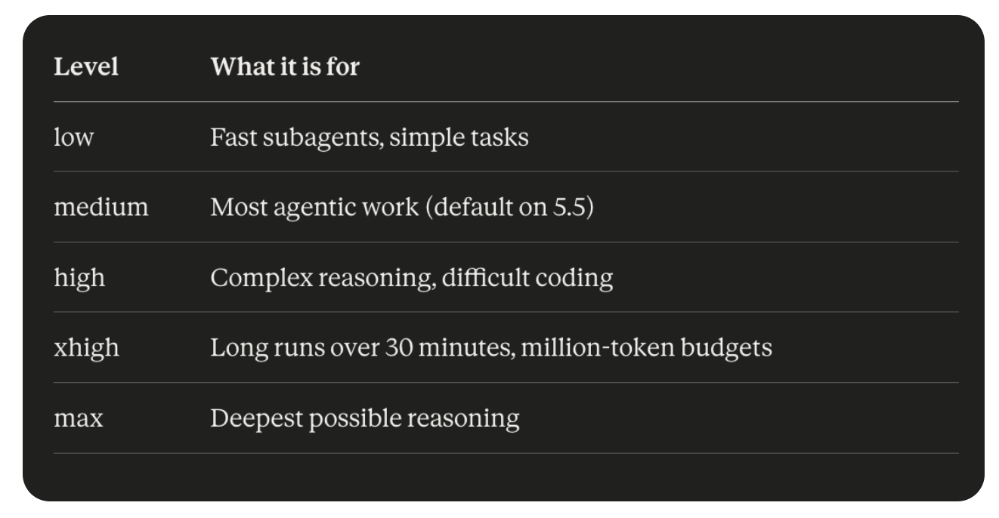 Level What it is for
low Fast subagents, simple tasks
medium Most agentic work (default on 5.5)
high Complex reasoning, difficult coding
xhigh Long runs over 30 minutes, million-token budgets
max Deepest possible reasoning